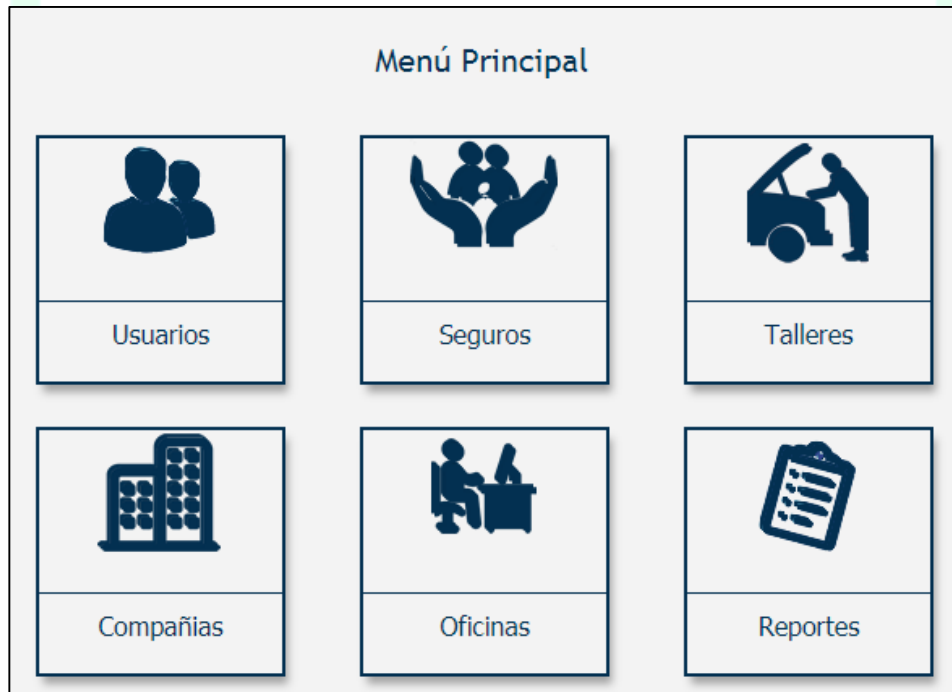 Menú Principal
Usuarios
Seguros
Talleres
Compañias
Oficinas
Reportes